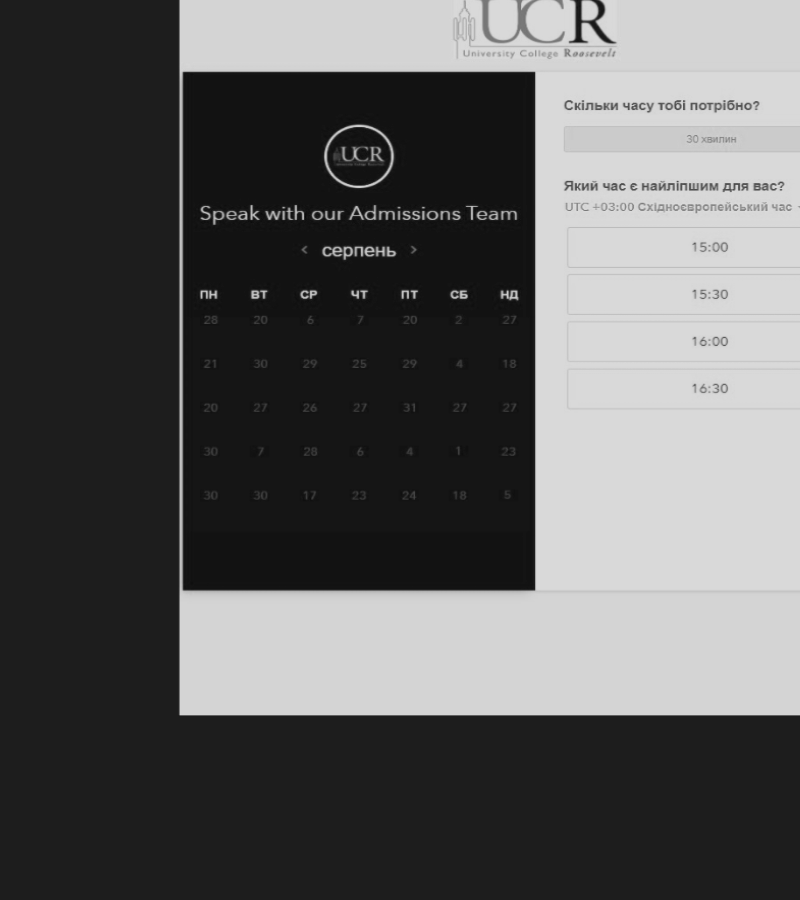 UCR
University College Roosevelt
UCR
Speak with our Admissions Team
< серпень >
ПН ВТ СР ЧТ ПТ СБ НД
28 20 6 7 20 2 27
21 30 29 25 29 4 18
20 27 26 27 31 27 27
30 7 28 6 4 1 23
30 30 17 23 24 18 5
Скільки часу тобі потрібно?
30 хвилин
Який час є найліпшим для вас?
UTC +03:00 Східноєвропейський час
15:00
15:30
16:00
16:30